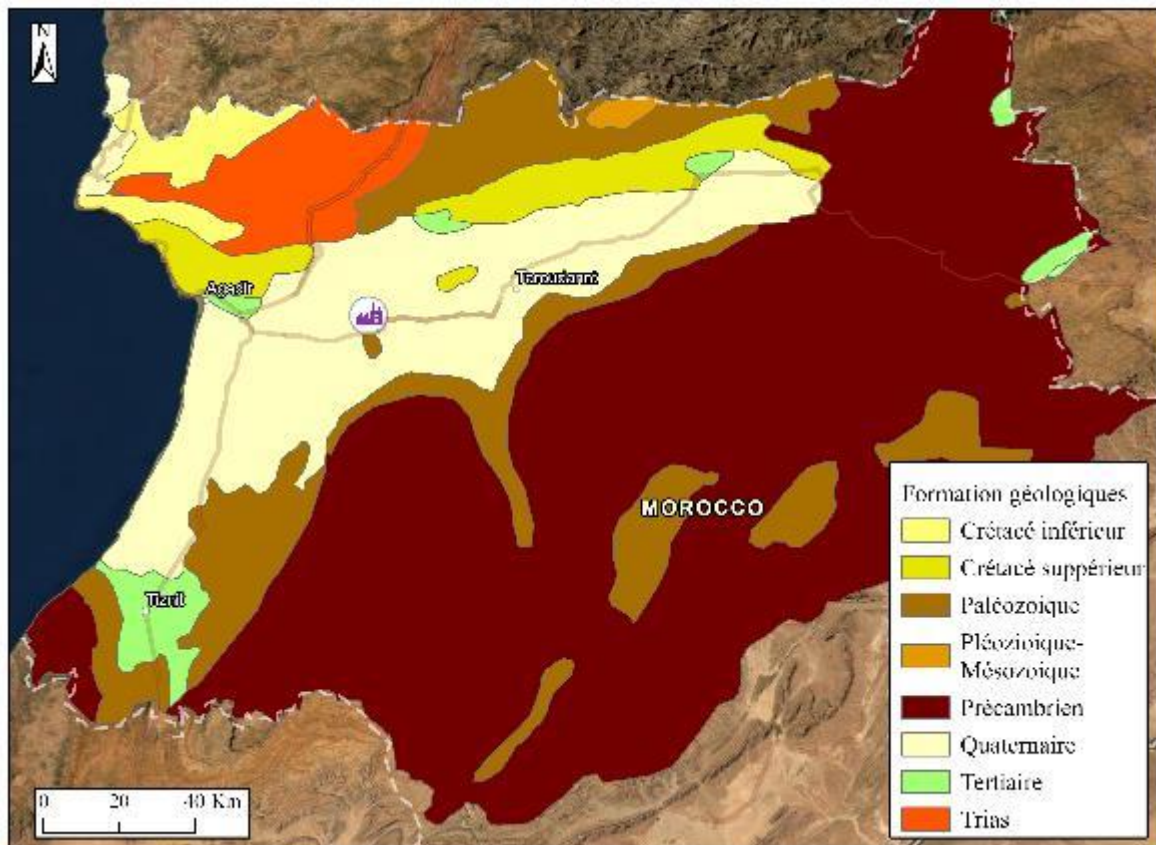 N
Agadir
Taroudannt
MOROCCO
Tiznit
Formation géologiques
Crétacé inférieur
Crétacé suppérieur
Paléozoique
Pléozioique-
Mésozoique
Précambrien
Quaternaire
Tertiaire
Trias
0 20 40 Km